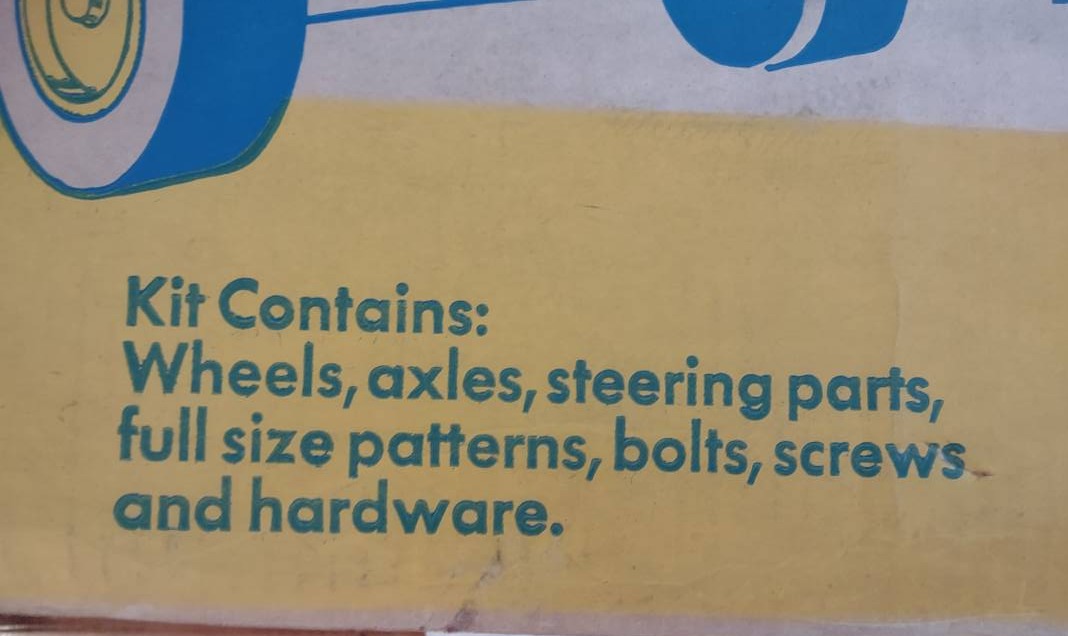 Kit Contains:
Wheels, axles, steering parts,
full size patterns, bolts, screws
and hardware.